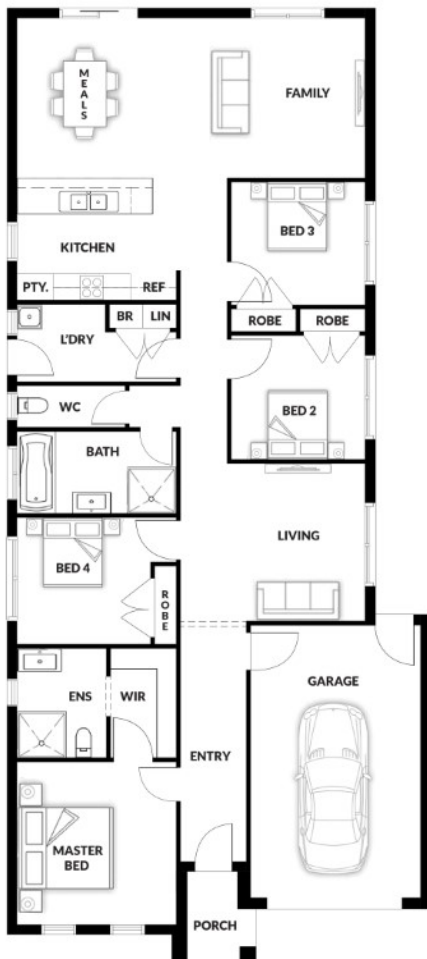 MEALS
FAMILY
BED 3
KITCHEN
PTY.
REF
BR
LIN
ROBE
ROBE
L'DRY
WC
BED 2
BATH
LIVING
BED 4
ROBE
ENS
WIR
GARAGE
ENTRY
MASTER
BED
PORCH